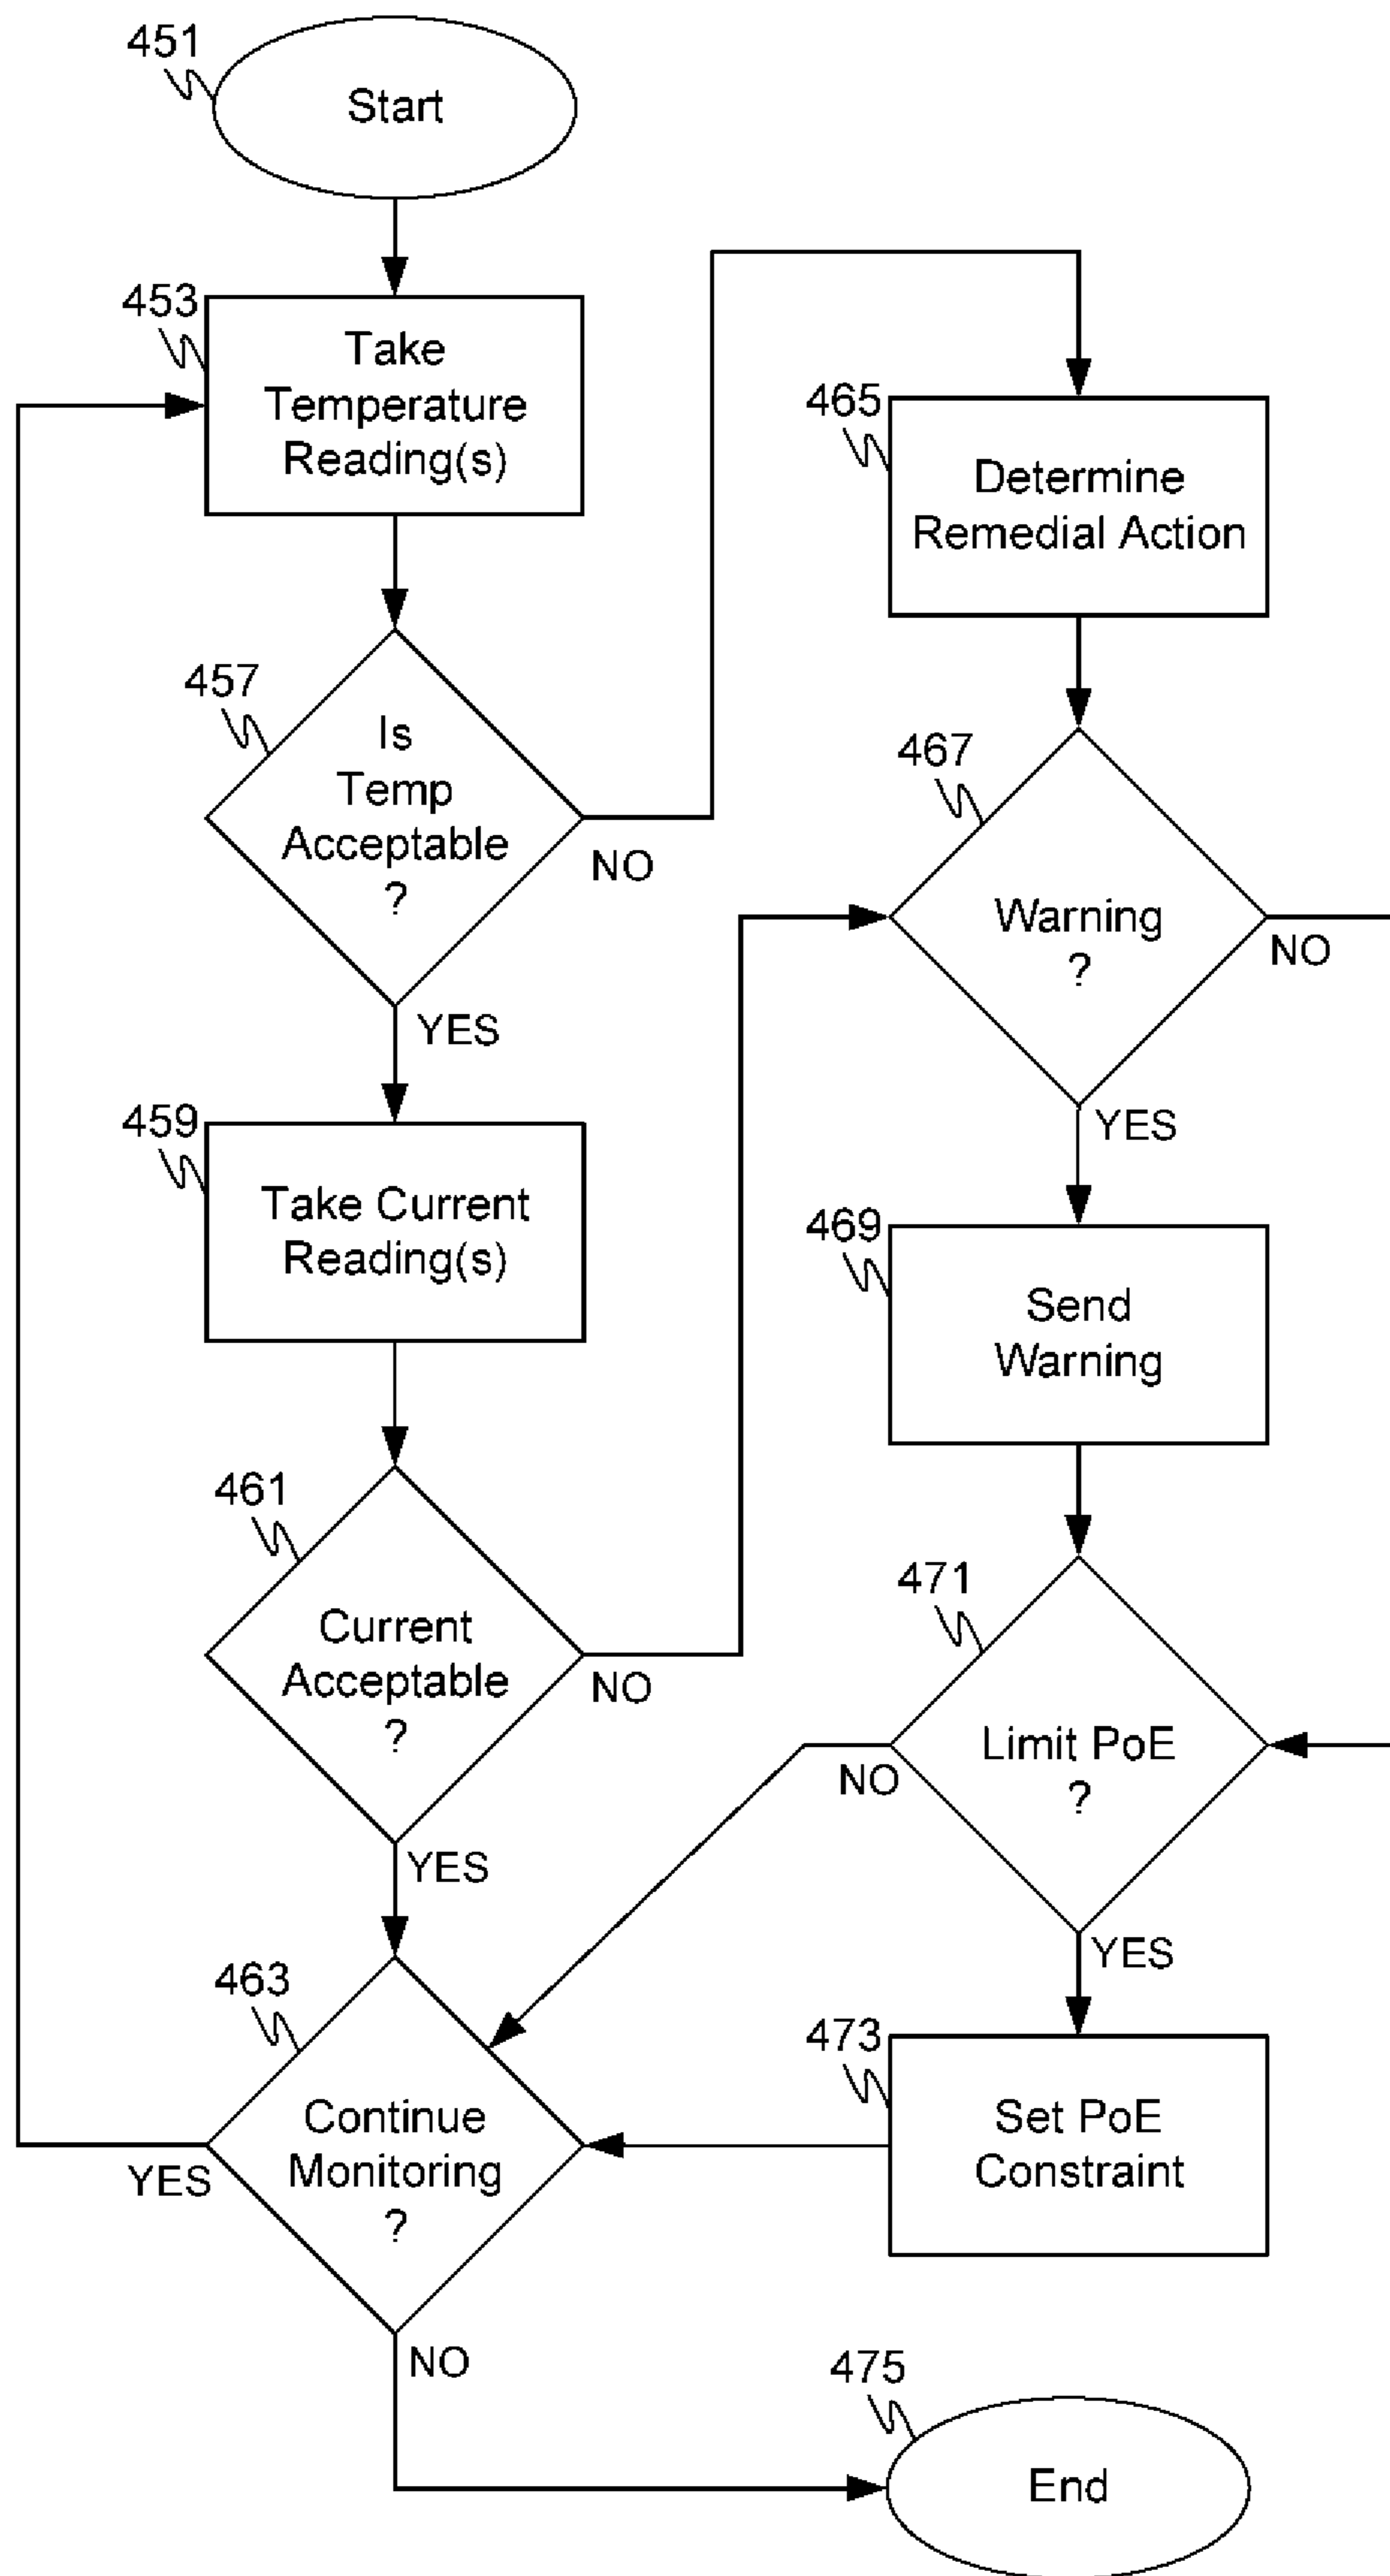 451
Start
453
Take
Temperature
Reading(s)
457
Is
Temp
Acceptable
?
NO
YES
459
Take Current
Reading(s)
461
Current
Acceptable
?
NO
YES
463
Continue
Monitoring
?
YES
NO
465
Determine
Remedial Action
467
Warning
?
NO
YES
469
Send
Warning
471
Limit PoE
?
NO
YES
473
Set PoE
Constraint
475
End